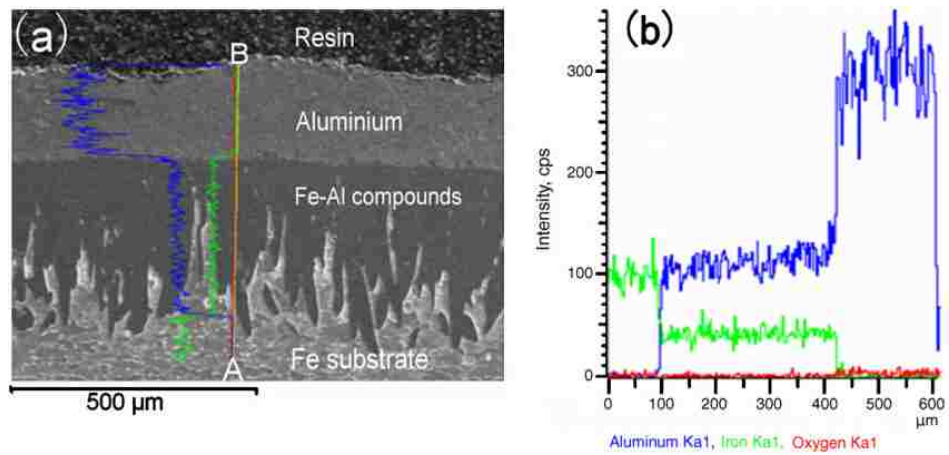 (a)
Resin
B
Aluminium
Fe-Al compounds
Fe substrate
A
500 µm
(b)
Intensity, cps
300
200
100
0
0 100 200 300 400 500 600
µm
Aluminum Ka1, Iron Ka1, Oxygen Ka1